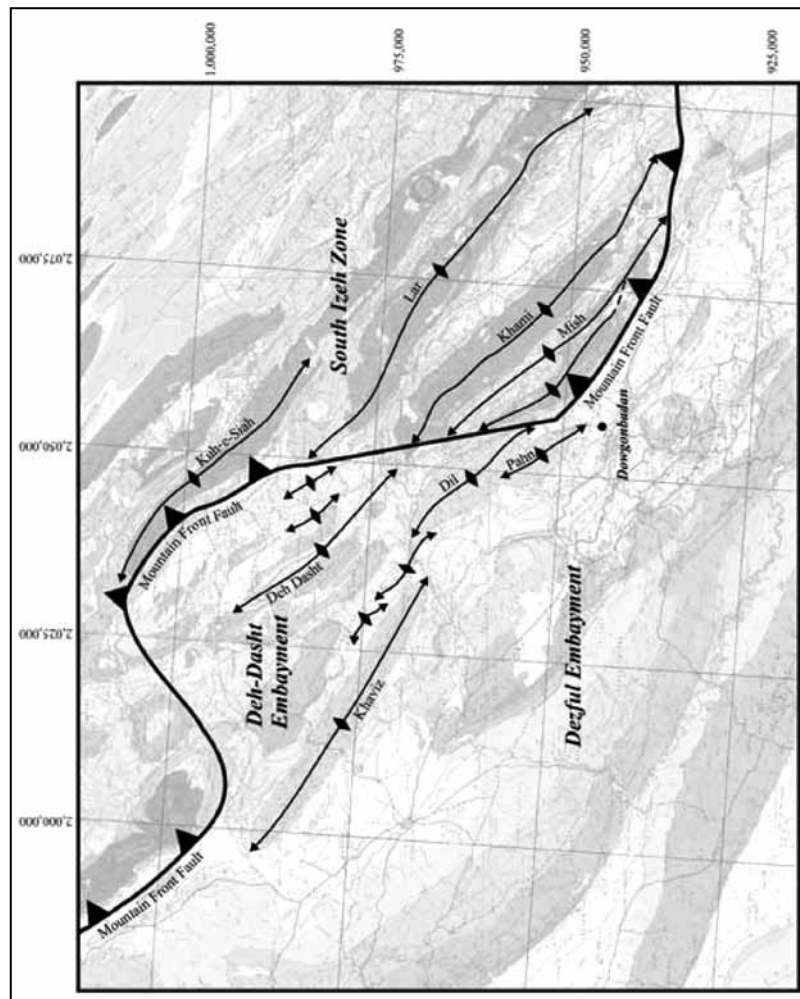 1,000,000
975,000
950,000
925,000
2,075,000
2,050,000
2,025,000
2,000,000
South Izeh Zone
Lar
Khami
Mish
Mountain Front Fault
Kuh-e-Siah
Mountain Front Fault
Dil
Pahn
Dowgonbadan
Deh Dasht
Deh-Dasht
Embayment
Khaviz
Dezful Embayment
Mountain Front Fault